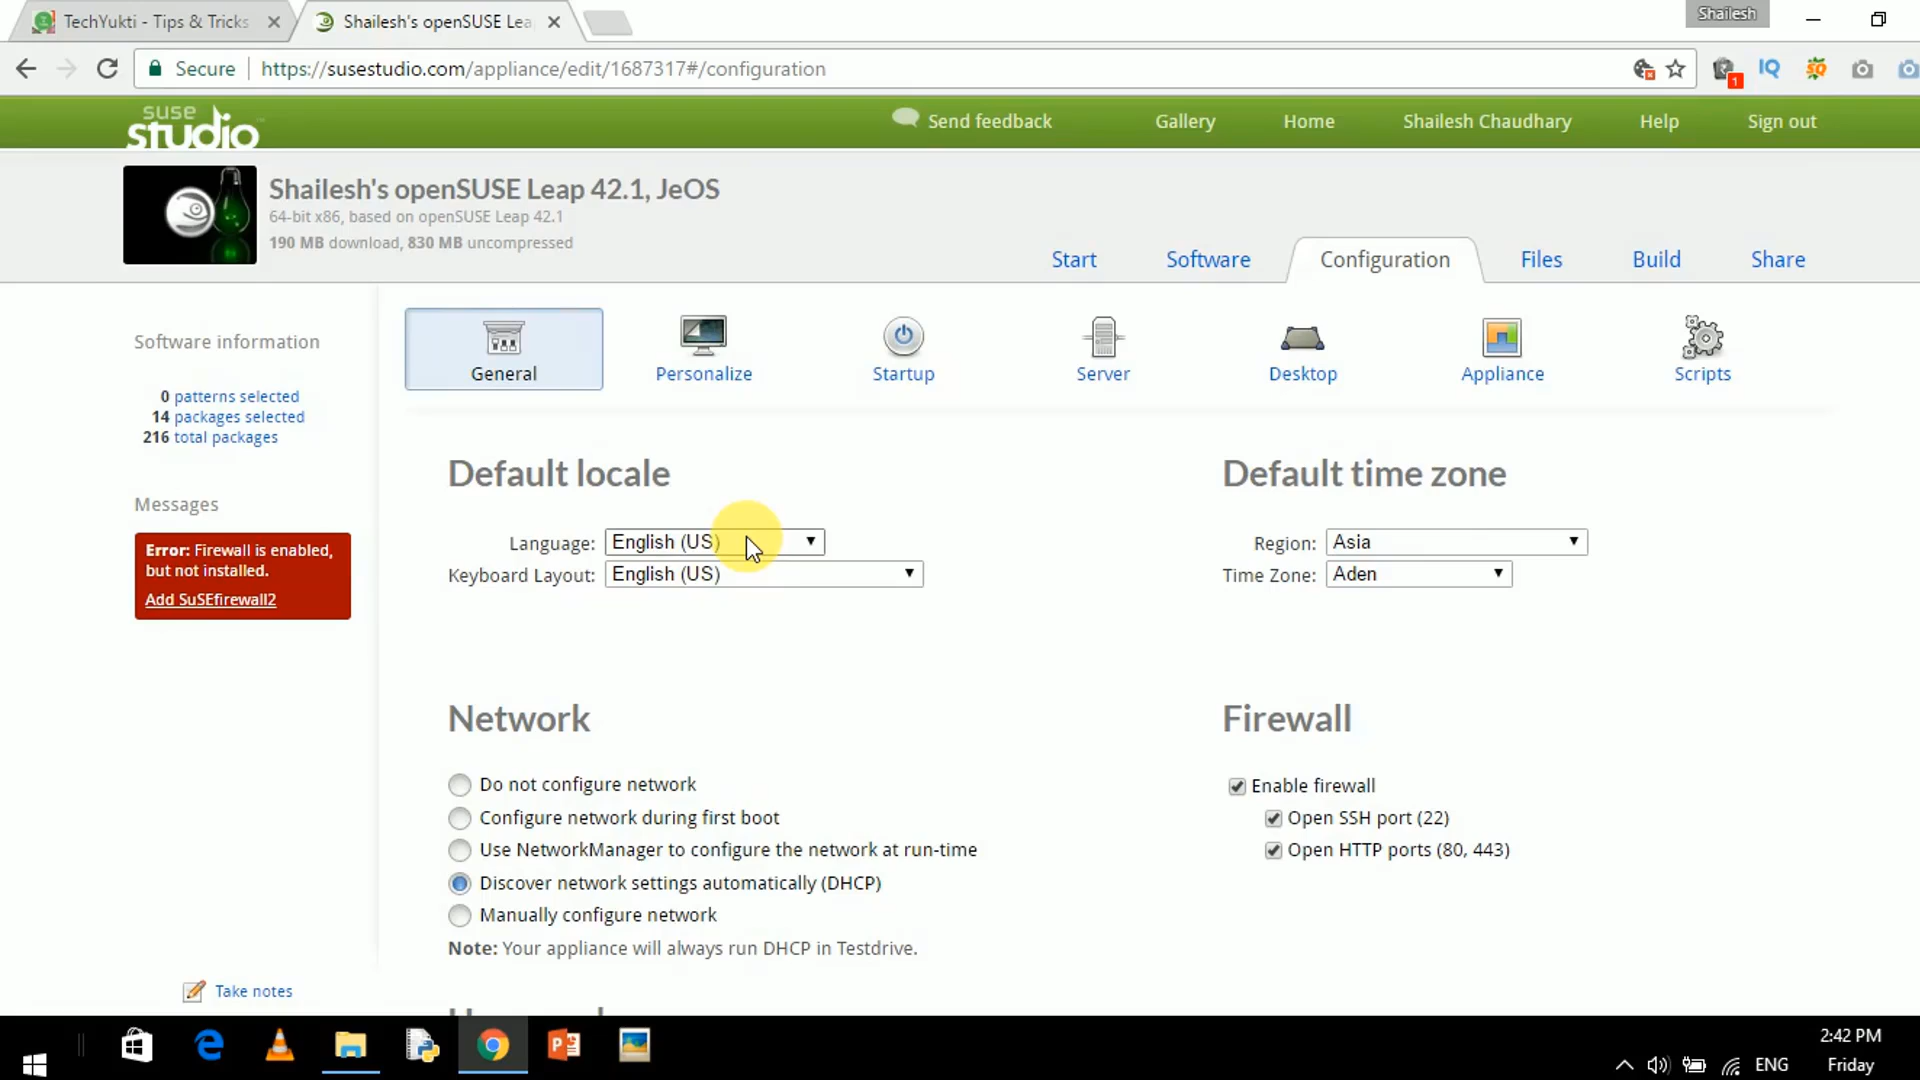 TechYukti - Tips & Tricks
Shailesh's openSUSE Lea
Shailesh
Secure
https://susestudio.com/appliance/edit/1687317#/configuration
1
IQ
SQ
suse
studio
Send feedback
Gallery
Home
Shailesh Chaudhary
Help
Sign out
Shailesh's openSUSE Leap 42.1, JeOS
64-bit x86, based on openSUSE Leap 42.1
190 MB download, 830 MB uncompressed
Start
Software
Configuration
Files
Build
Share
General
Personalize
Startup
Server
Desktop
Appliance
Scripts
Software information
0 patterns selected
14 packages selected
216 total packages
Messages
Error: Firewall is enabled,
but not installed.
Add SuSEfirewall2
Default locale
Language: English (US)
Keyboard Layout: English (US)
Default time zone
Region: Asia
Time Zone: Aden
Network
Do not configure network
Configure network during first boot
Use NetworkManager to configure the network at run-time
Discover network settings automatically (DHCP)
Manually configure network
Note: Your appliance will always run DHCP in Testdrive.
Firewall
Enable firewall
Open SSH port (22)
Open HTTP ports (80, 443)
Take notes
2:42 PM
ENG
Friday